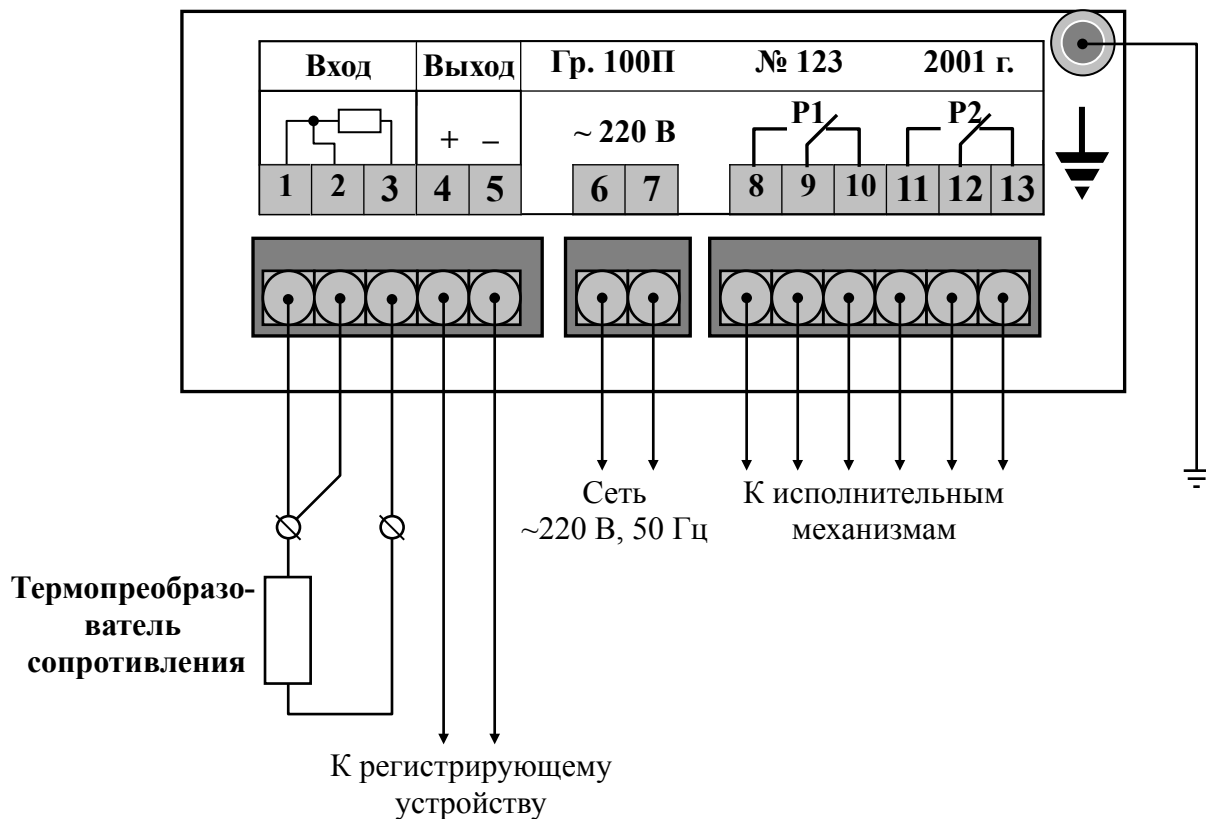 Вход Выход Гр. 100П № 123 2001 г.
+ – ~ 220 В Р1 Р2
1 2 3 4 5 6 7 8 9 10 11 12 13
Сеть
~220 В, 50 Гц
К исполнительным
механизмам
Термопреобразо-
ватель
сопротивления
К регистрирующему
устройству